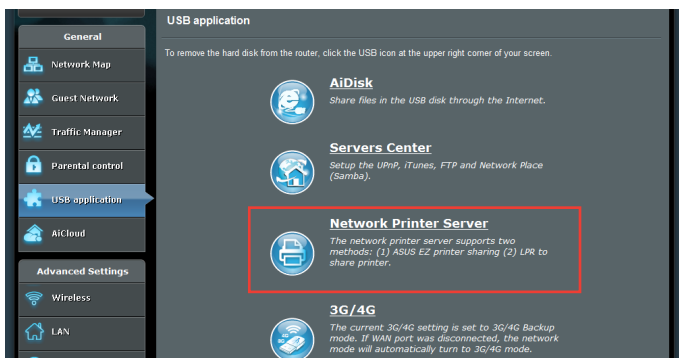 General
Network Map
Guest Network
Traffic Manager
Parental control
USB application
AiCloud
Advanced Settings
Wireless
LAN
USB application
To remove the hard disk from the router, click the USB icon at the upper right corner of your screen.
AiDisk
Share files in the USB disk through the Internet.
Servers Center
Setup the UPnP, iTunes, FTP and Network Place
(Samba).
Network Printer Server
The network printer server supports two
methods: (1) ASUS EZ printer sharing (2) LPR to
share printer.
3G/4G
The current 3G/4G setting is set to 3G/4G Backup
mode. If WAN port was disconnected, the network
mode will automatically turn to 3G/4G mode.